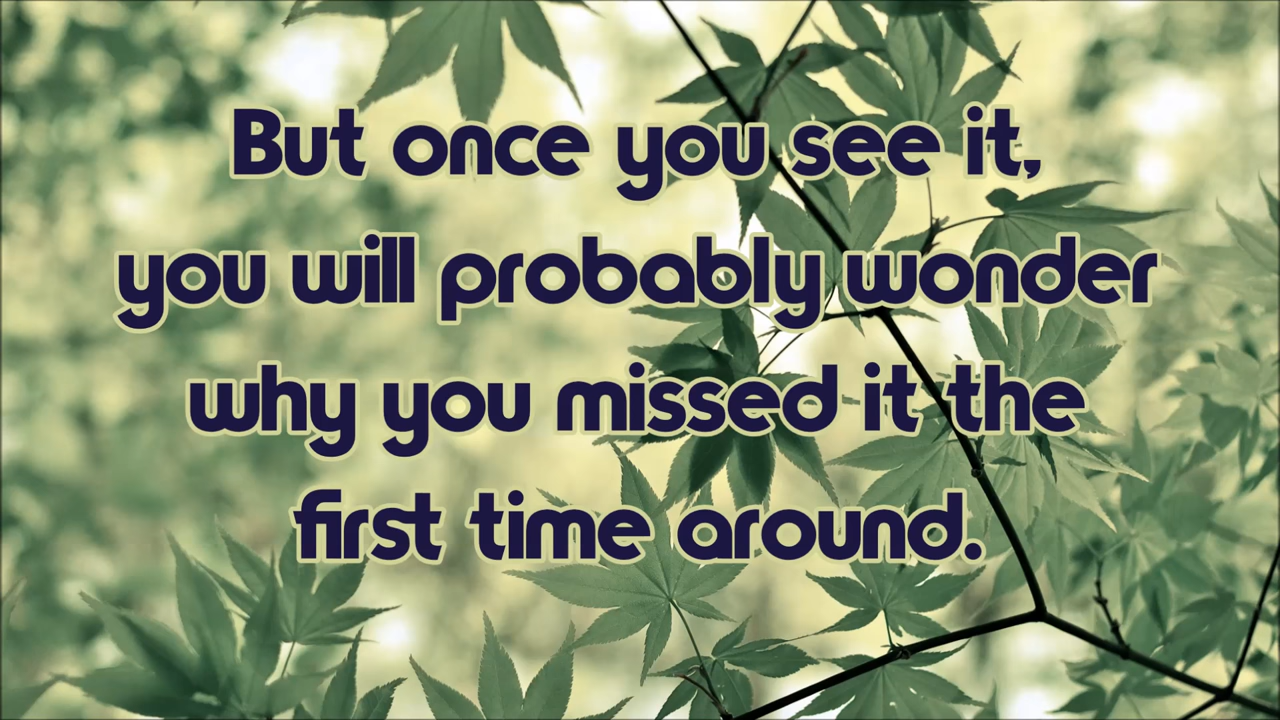 But once you see it,
you will probably wonder
why you missed it the
first time around.